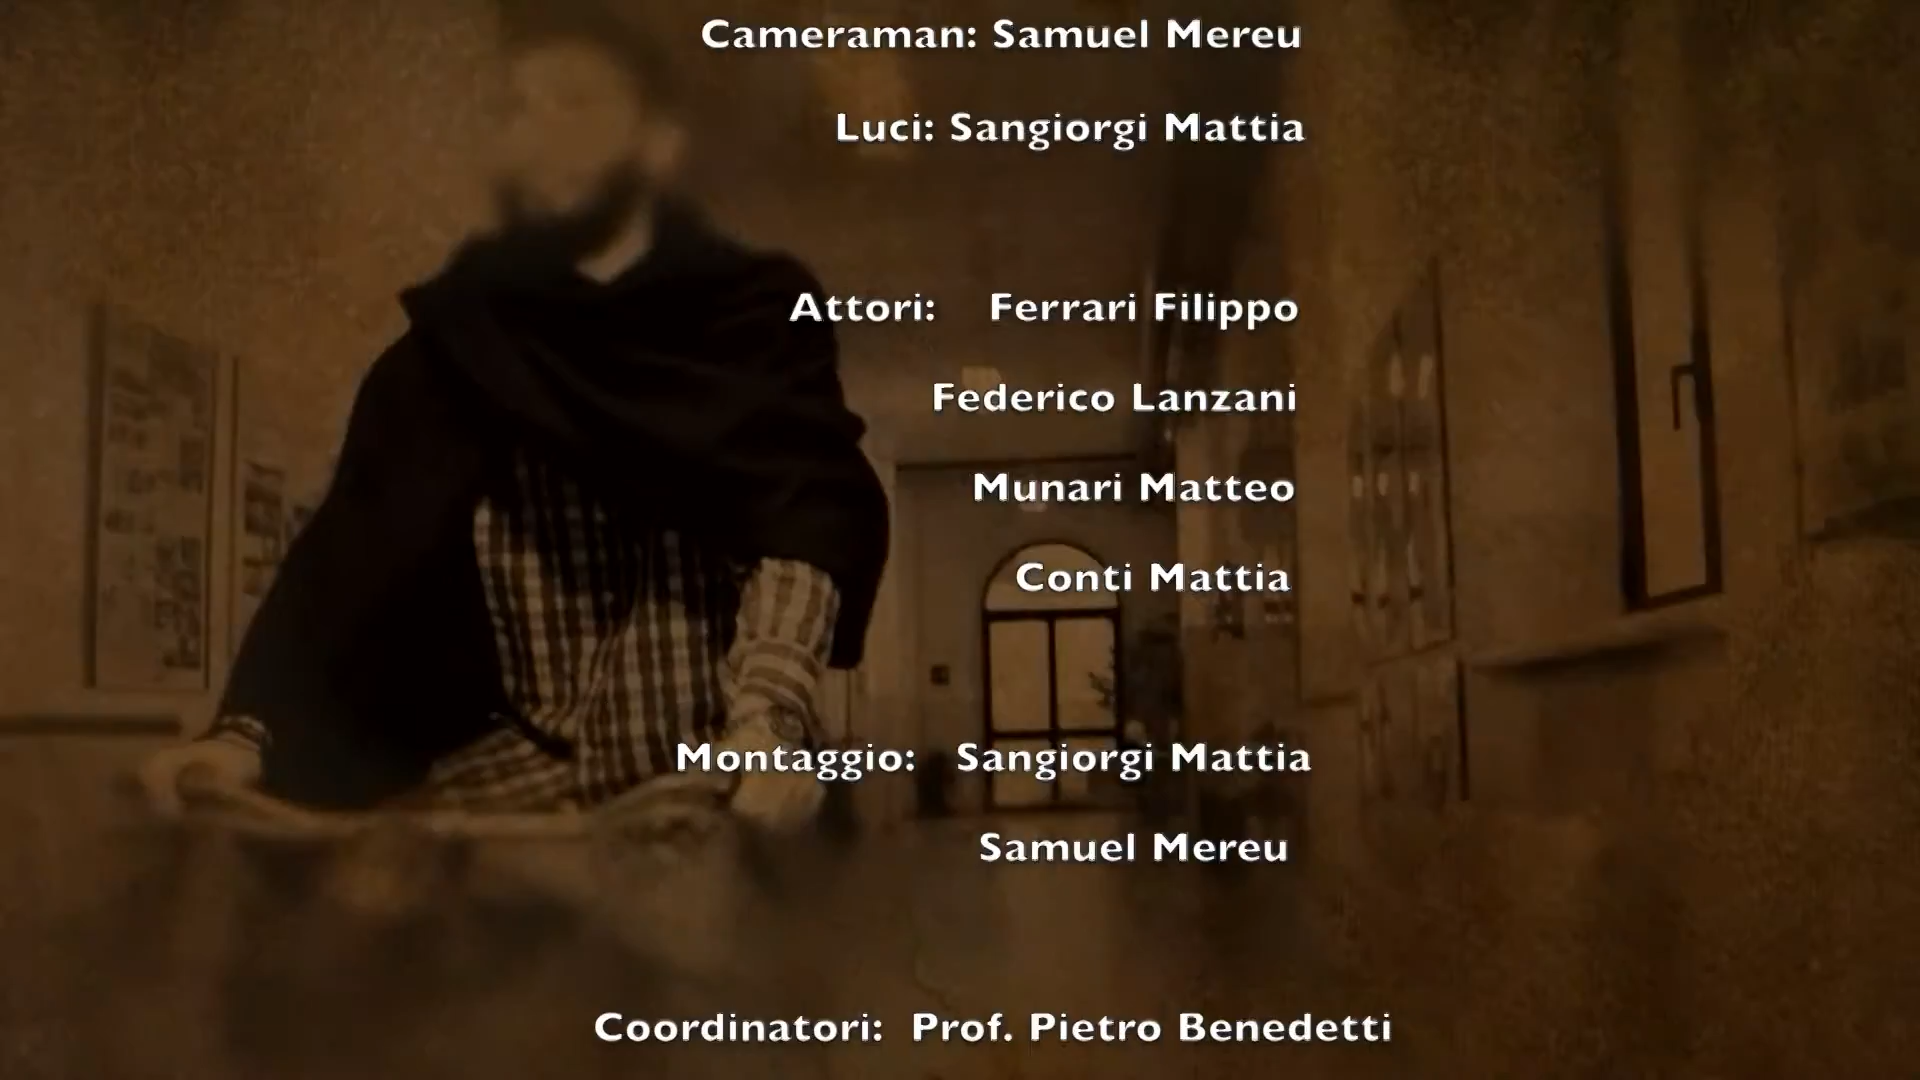 Cameraman: Samuel Mereu
Luci: Sangiorgi Mattia
Attori: Ferrari Filippo
Federico Lanzani
Munari Matteo
Conti Mattia
Montaggio: Sangiorgi Mattia
Samuel Mereu
Coordinatori: Prof. Pietro Benedetti